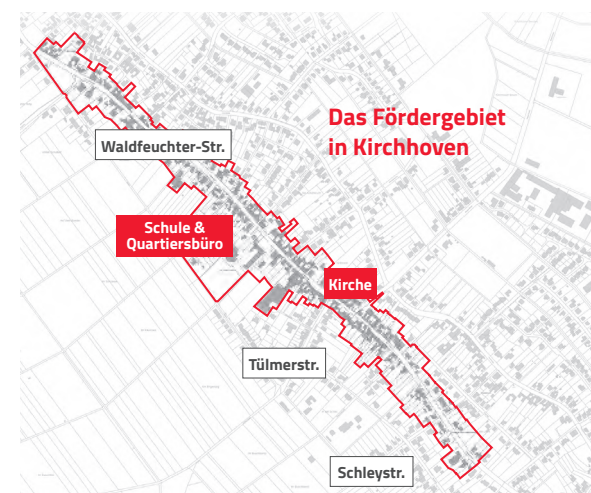 Das Fördergebiet
in Kirchhoven
Waldfeuchter-Str.
Schule &
Quartiersbüro
Kirche
Tülmerstr.
Schleystr.